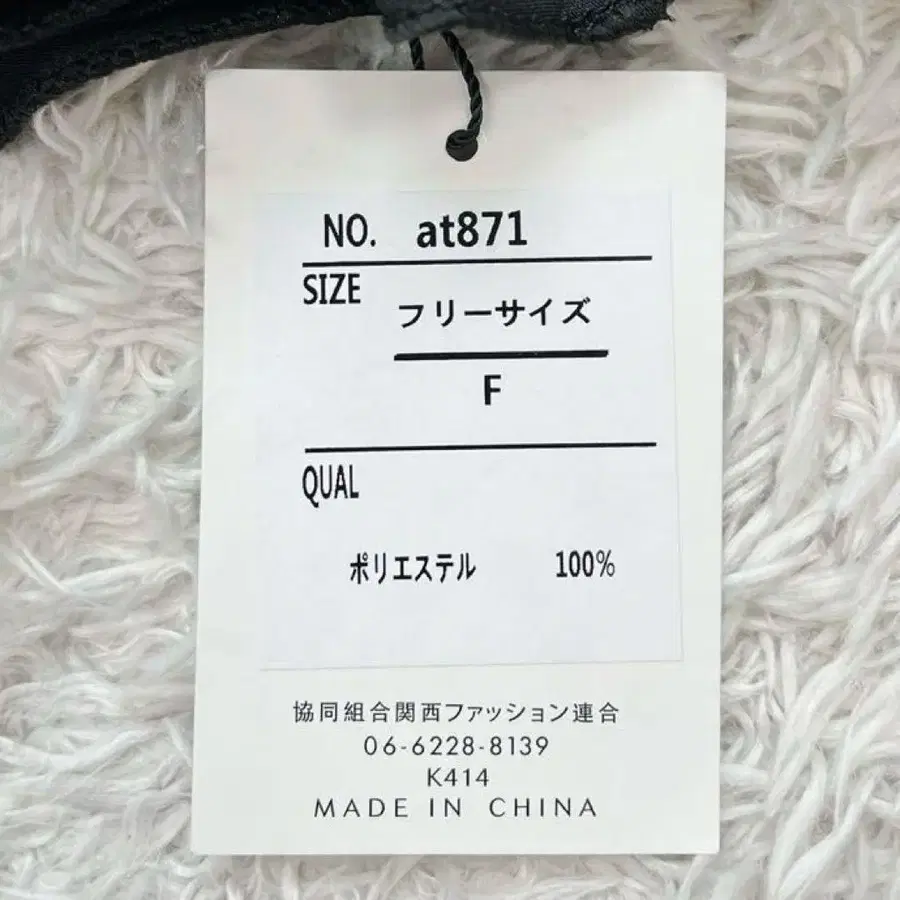 NO. at871
SIZE
フリーサイズ
F
QUAL
ポリエステル 100%
協同組合関西ファッション連合
06-6228-8139
K414
MADE IN CHINA